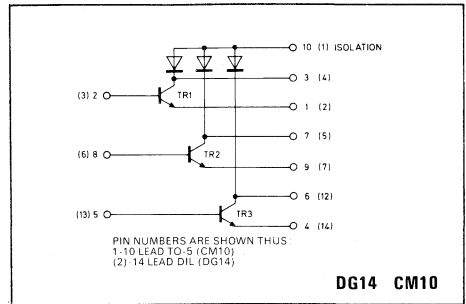 10 (1) ISOLATION
3 (4)
(3) 2
TR1
1 (2)
7 (5)
(6) 8
TR2
9 (7)
6 (12)
(13) 5
TR3
4 (14)
PIN NUMBERS ARE SHOWN THUS:
1-10 LEAD TO-5 (CM10)
(2)-14 LEAD DIL (DG14)
DG14 CM10